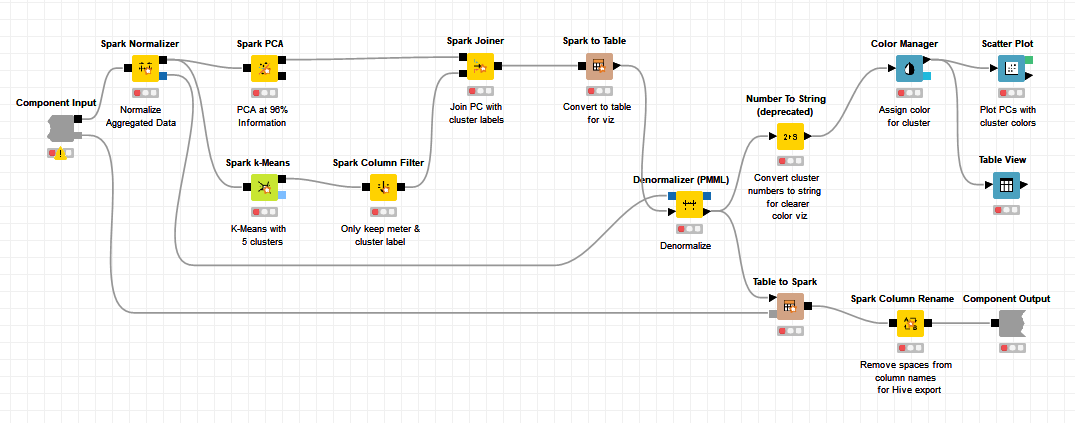 Spark Normalizer
Normalize
Aggregated Data
Spark PCA
PCA at 96%
Information
Spark Joiner
Join PC with
cluster labels
Spark to Table
Convert to table
for viz
Color Manager
Assign color
for cluster
Scatter Plot
Plot PCs with
cluster colors
Component Input
Number To String
(deprecated)
2→S
Convert cluster
numbers to string
for clearer
color viz
Spark k-Means
K-Means with
5 clusters
Spark Column Filter
Only keep meter &
cluster label
Denormalizer (PMML)
Denormalize
Table View
Table to Spark
Spark Column Rename
Remove spaces from
column names
for Hive export
Component Output